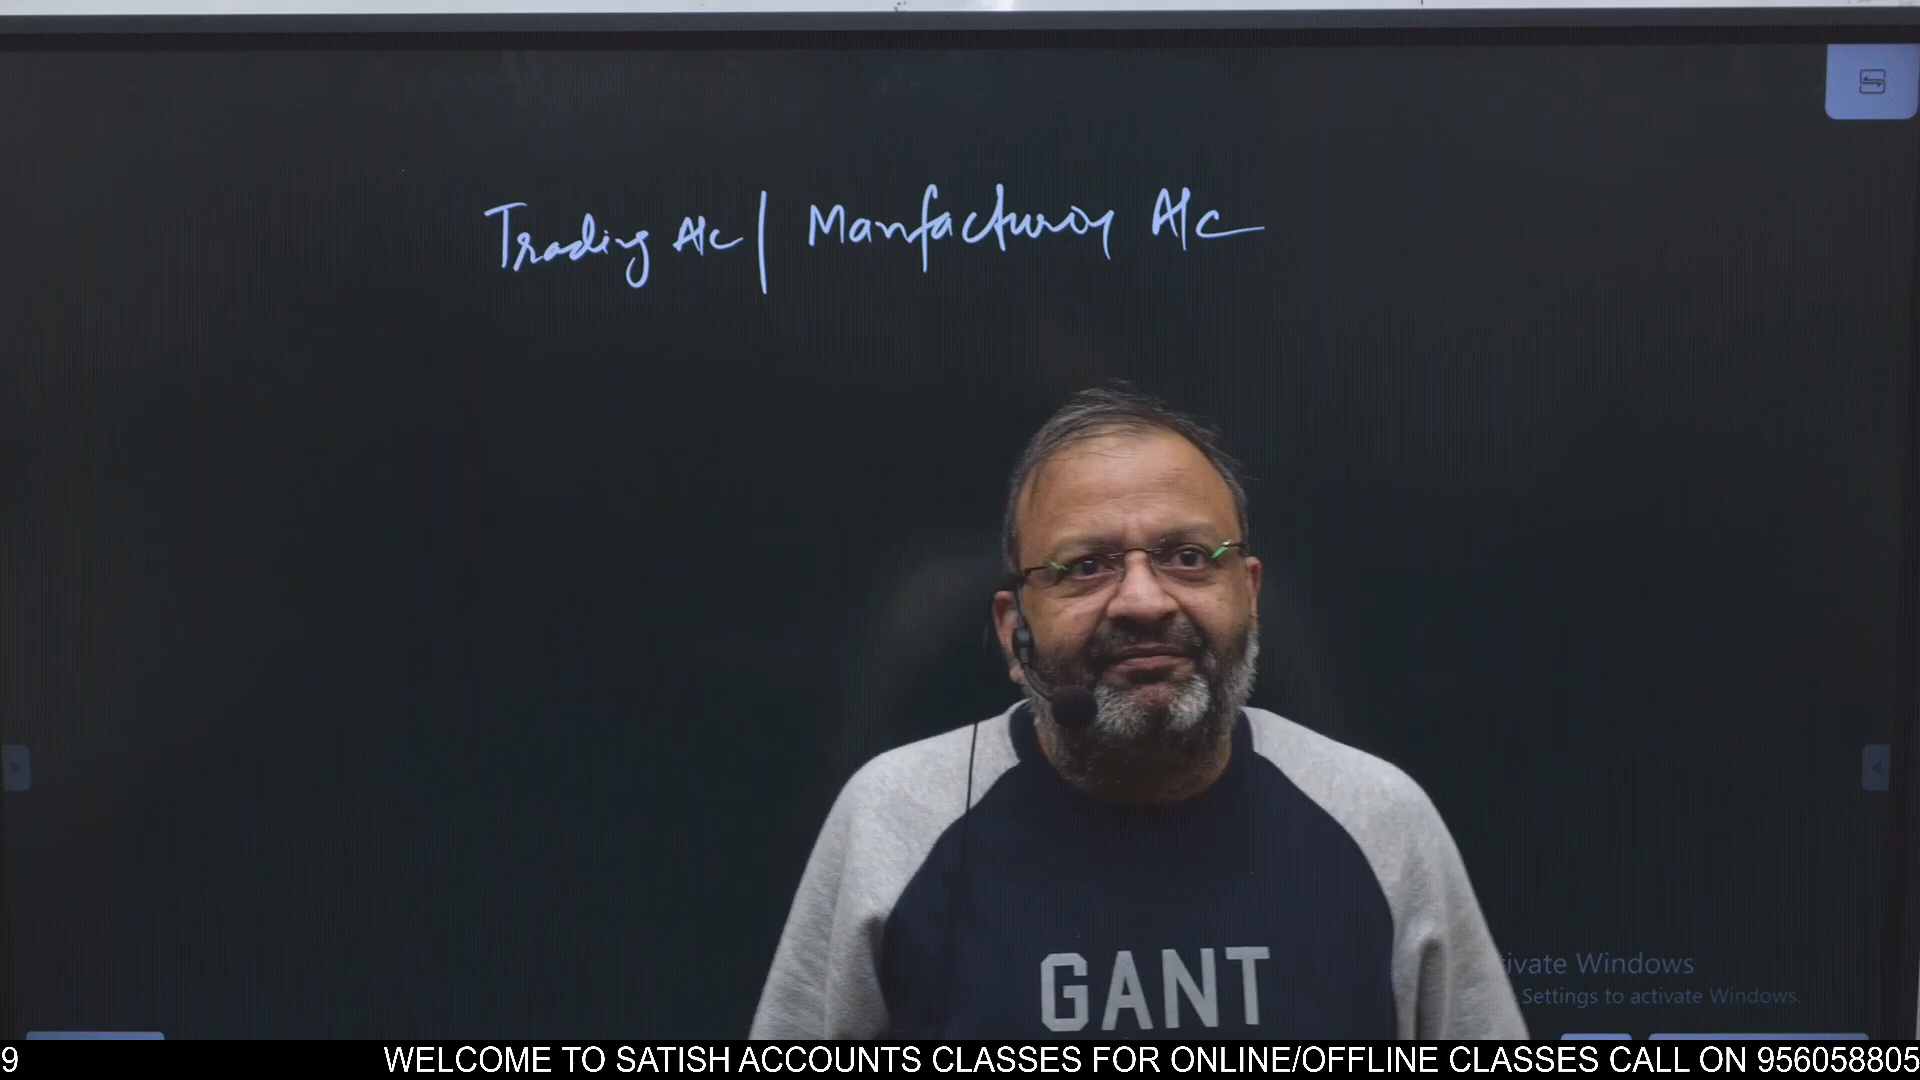 Trading A/c | Manfacturing A/c
GANT
ivate Windows
Settings to activate Windows.
9 WELCOME TO SATISH ACCOUNTS CLASSES FOR ONLINE/OFFLINE CLASSES CALL ON 956058805